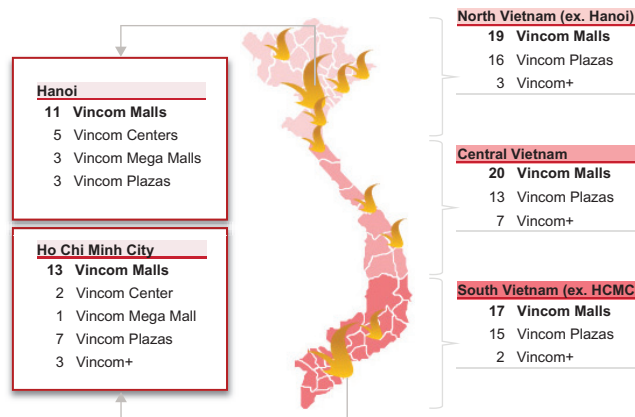 Hanoi
11 Vincom Malls
5 Vincom Centers
3 Vincom Mega Malls
3 Vincom Plazas
Ho Chi Minh City
13 Vincom Malls
2 Vincom Center
1 Vincom Mega Mall
7 Vincom Plazas
3 Vincom+
North Vietnam (ex. Hanoi)
19 Vincom Malls
16 Vincom Plazas
3 Vincom+
Central Vietnam
20 Vincom Malls
13 Vincom Plazas
7 Vincom+
South Vietnam (ex. HCMC
17 Vincom Malls
15 Vincom Plazas
2 Vincom+